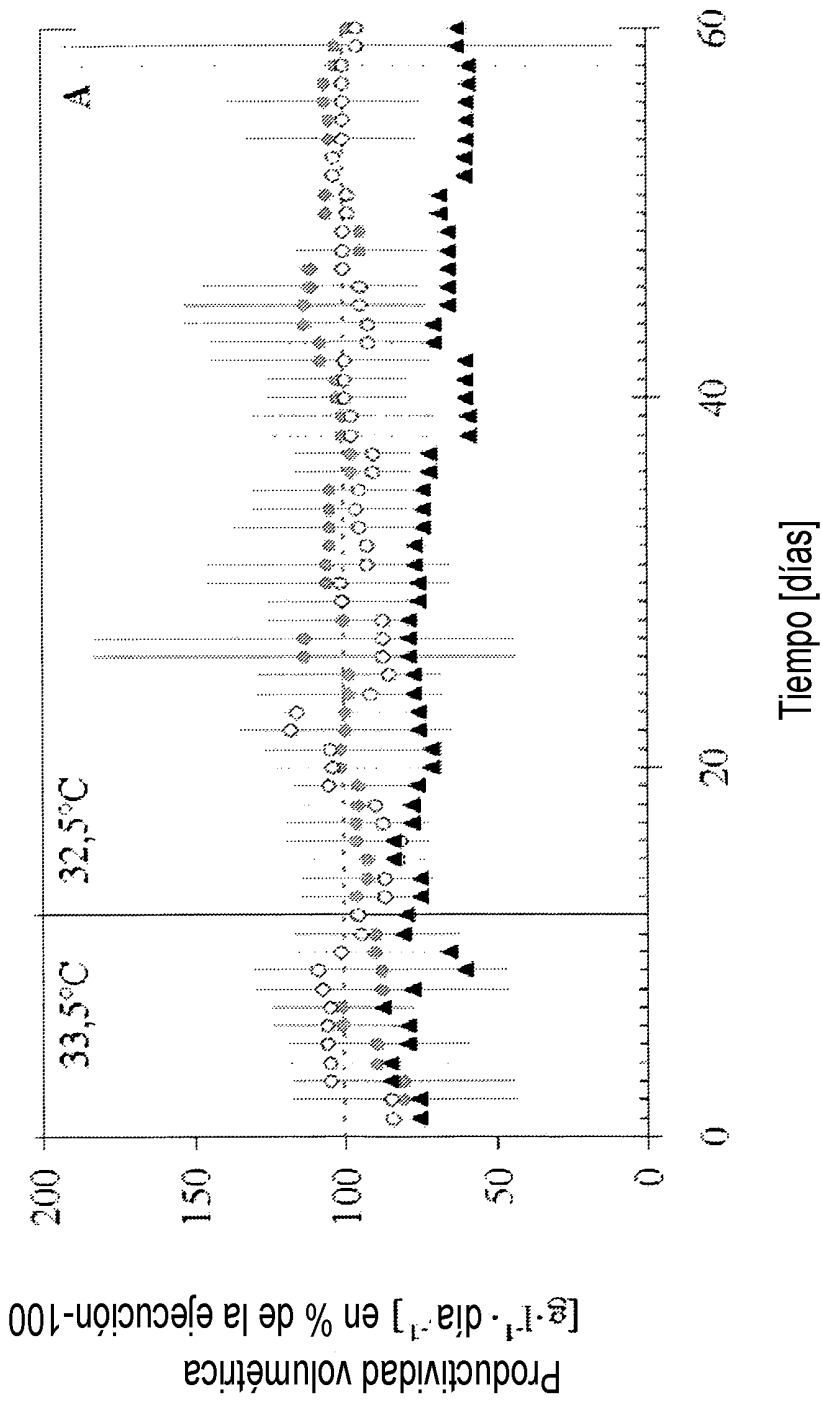 Productividad volumétrica
[g·l⁻¹· día⁻¹] en % de la ejecución-100
200
150
100
50
0
33,5°C
32,5°C
A
0
20
40
60
Tiempo [días]